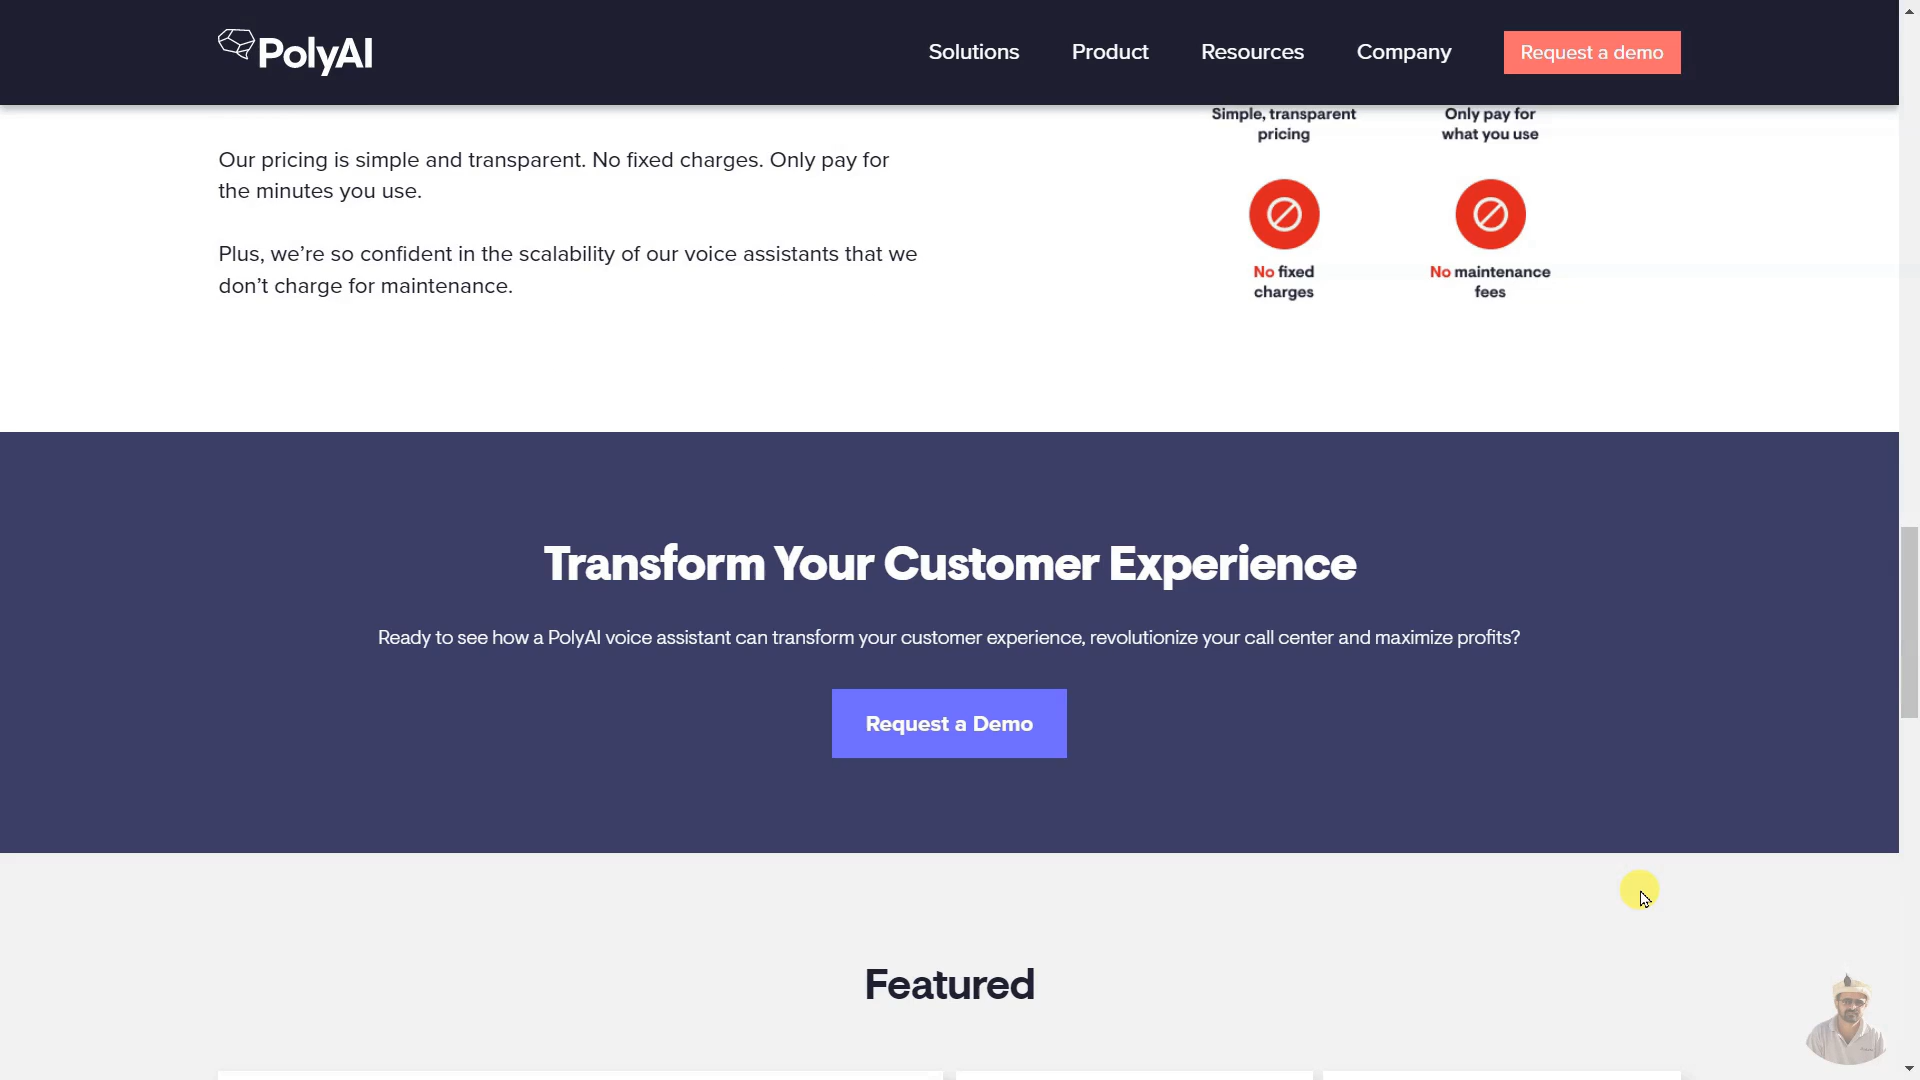 PolyAI
Solutions
Product
Resources
Company
Request a demo
Simple, transparent
pricing
Only pay for
what you use
Our pricing is simple and transparent. No fixed charges. Only pay for
the minutes you use.
Plus, we’re so confident in the scalability of our voice assistants that we
don’t charge for maintenance.
No fixed
charges
No maintenance
fees
Transform Your Customer Experience
Ready to see how a PolyAI voice assistant can transform your customer experience, revolutionize your call center and maximize profits?
Request a Demo
Featured